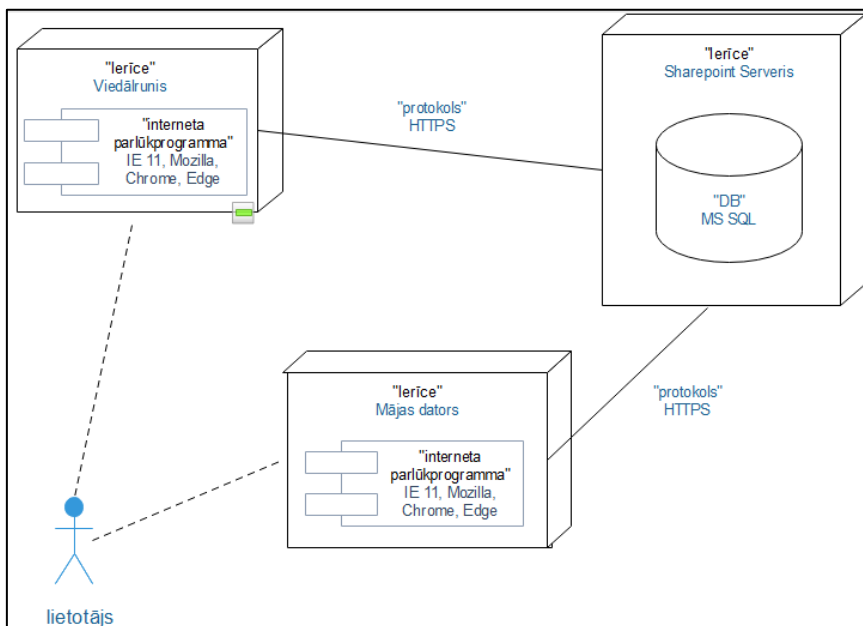 "Ierīce"
Viedālrunis
"interneta
parlūkprogramma"
IE 11, Mozilla,
Chrome, Edge
"protokols"
HTTPS
"Ierīce"
Sharepoint Serveris
"DB"
MS SQL
"Ierīce"
Mājas dators
"interneta
parlūkprogramma"
IE 11, Mozilla,
Chrome, Edge
"protokols"
HTTPS
lietotājs